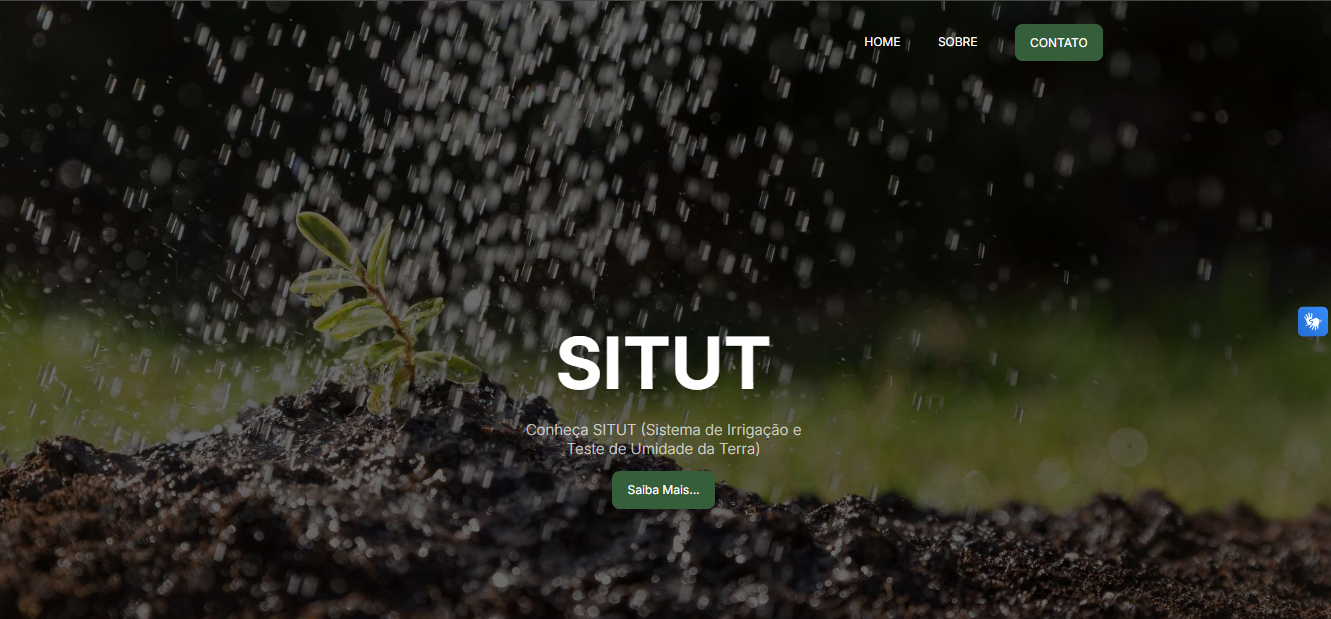 HOME SOBRE CONTATO
SITUT
Conheça SITUT (Sistema de Irrigação e
Teste de Umidade da Terra)
Saiba Mais...